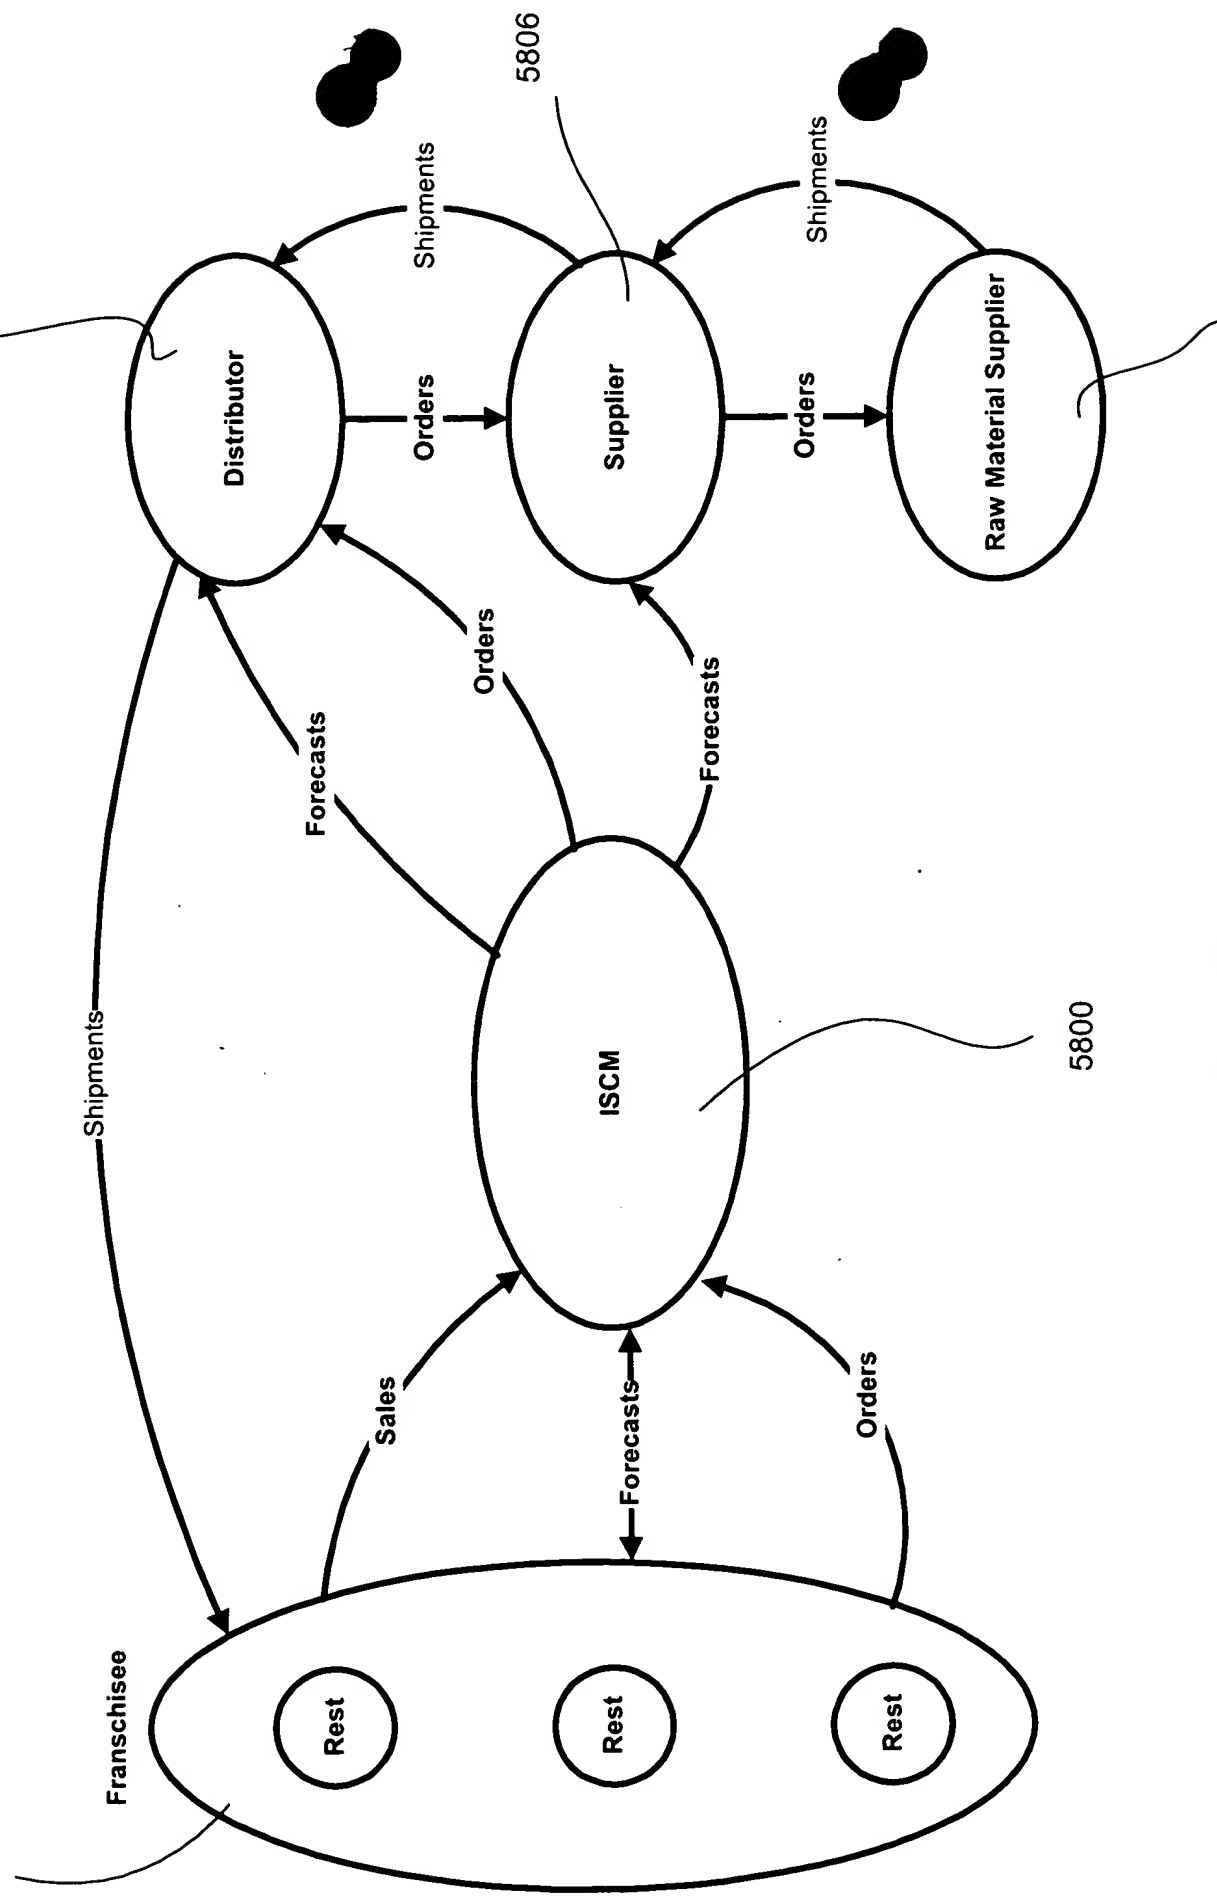 Franschisee
Rest
Rest
Rest
Shipments
Sales
Forecasts
Orders
ISCM
5800
Forecasts
Orders
Forecasts
Distributor
Orders
Shipments
Supplier
5806
Orders
Shipments
Raw Material Supplier